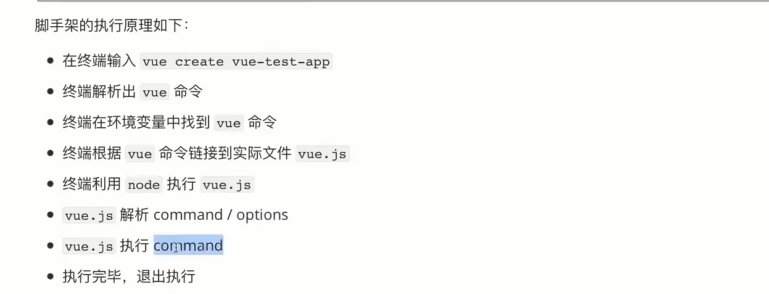 脚手架的执行原理如下：
在终端输入 vue create vue-test-app
终端解析出 vue 命令
终端在环境变量中找到 vue 命令
终端根据 vue 命令链接到实际文件 vue.js
终端利用 node 执行 vue.js
vue.js 解析 command / options
vue.js 执行 command
执行完毕，退出执行